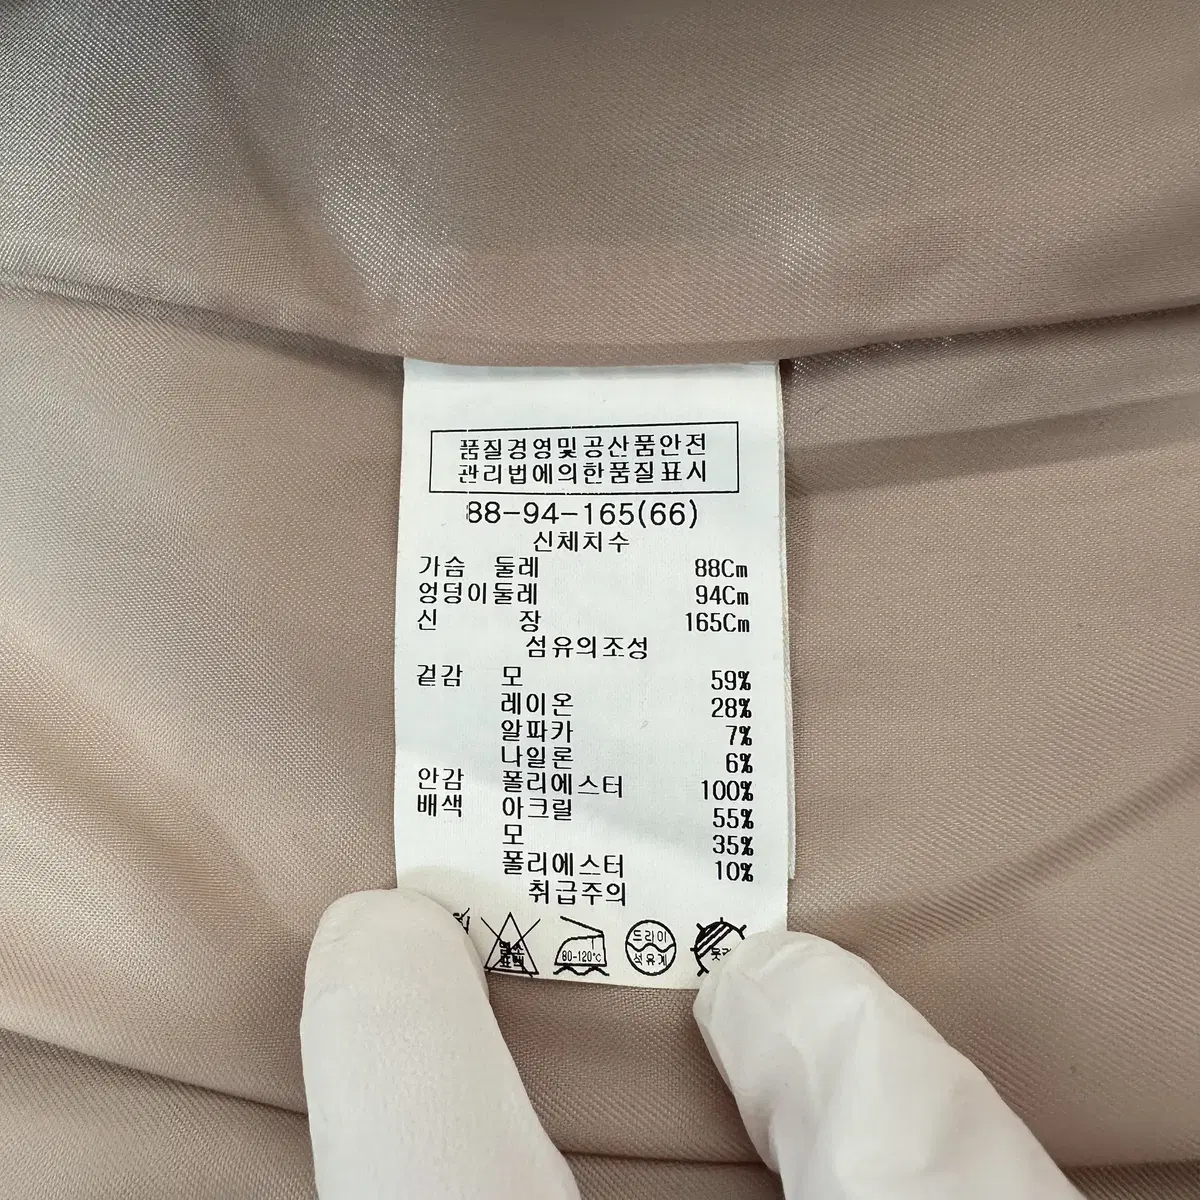 품질경영및공산품안전
관리법에의한품질표시
88-94-165(66)
신체치수
가슴 둘레 88Cm
엉덩이둘레 94Cm
신 장 165Cm
섬유의조성
겉감 모 59%
레이온 28%
알파카 7%
나일론 6%
안감 폴리에스터 100%
배색 아크릴 55%
모 35%
폴리에스터 10%
취급주의
염소
표백
80-120℃
드라이
석유계